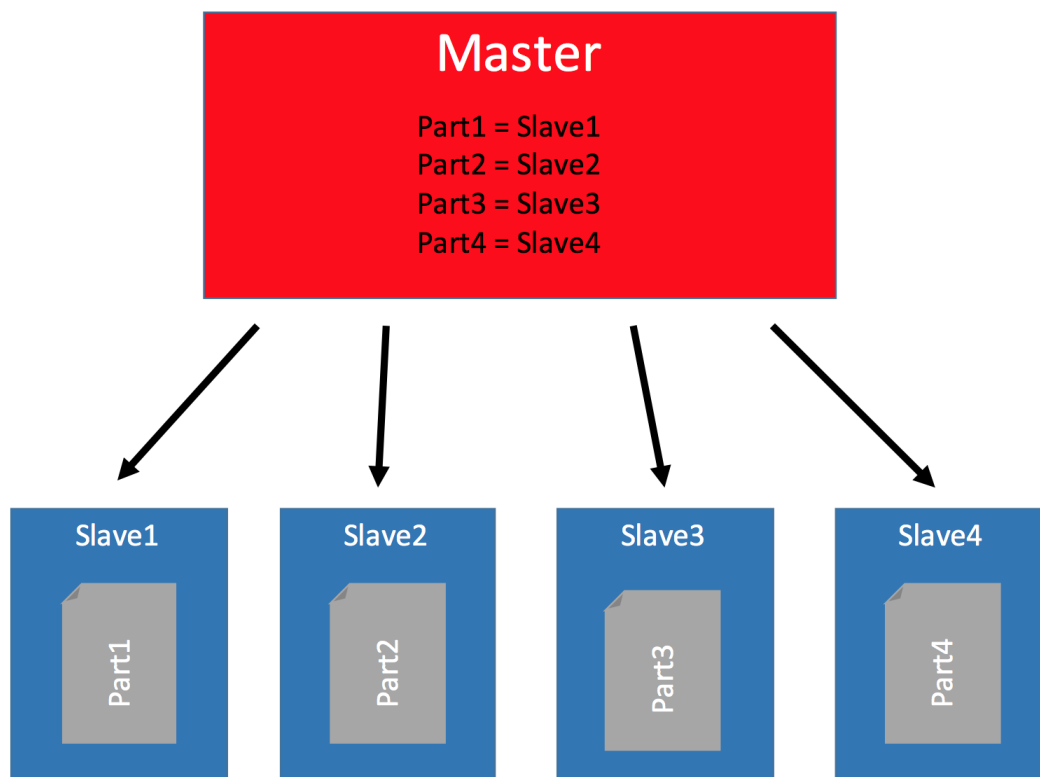 Master
Part1 = Slave1
Part2 = Slave2
Part3 = Slave3
Part4 = Slave4
Slave1
Part1
Slave2
Part2
Slave3
Part3
Slave4
Part4